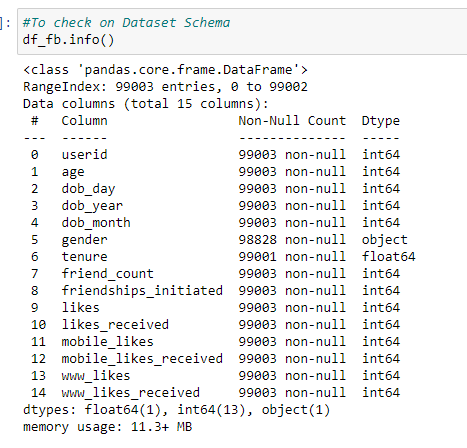 ]: #To check on Dataset Schema
df_fb.info()
<class 'pandas.core.frame.DataFrame'>
RangeIndex: 99003 entries, 0 to 99002
Data columns (total 15 columns):
 #   Column                 Non-Null Count  Dtype
---  ------                 --------------  -----
 0   userid                 99003 non-null  int64
 1   age                    99003 non-null  int64
 2   dob_day                99003 non-null  int64
 3   dob_year               99003 non-null  int64
 4   dob_month              99003 non-null  int64
 5   gender                 98828 non-null  object
 6   tenure                 99001 non-null  float64
 7   friend_count           99003 non-null  int64
 8   friendships_initiated  99003 non-null  int64
 9   likes                  99003 non-null  int64
 10  likes_received         99003 non-null  int64
 11  mobile_likes           99003 non-null  int64
 12  mobile_likes_received  99003 non-null  int64
 13  www_likes              99003 non-null  int64
 14  www_likes_received     99003 non-null  int64
dtypes: float64(1), int64(13), object(1)
memory usage: 11.3+ MB